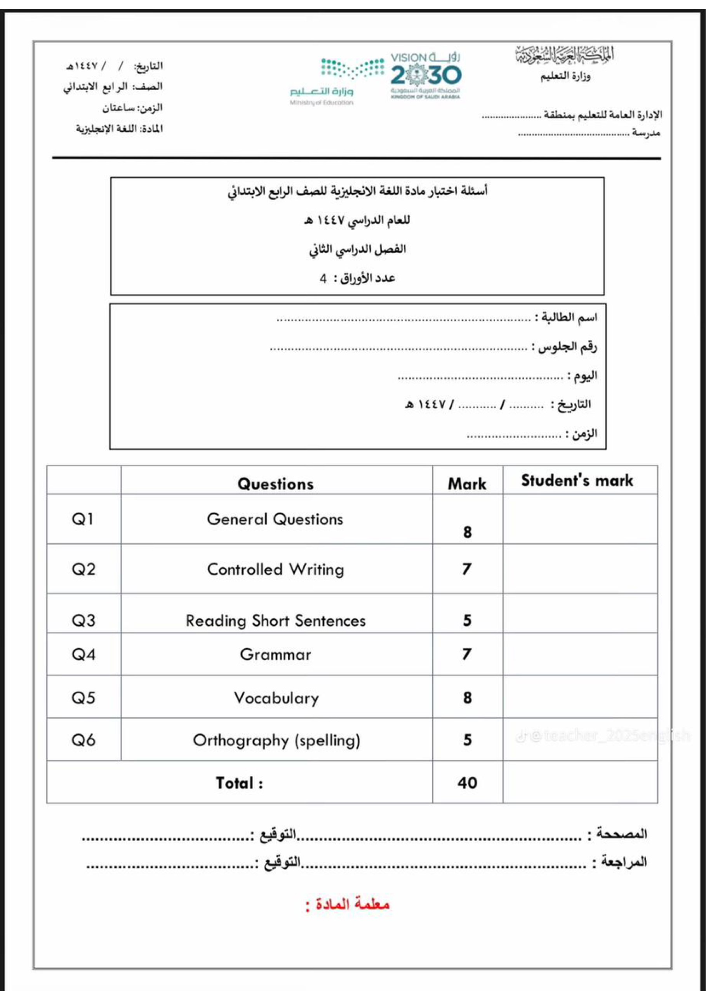 المملكة العربية السعودية
وزارة التعليم
الإدارة العامة للتعليم بمنطقة ......................
مدرسة .........................................
VISION رؤيــــة
2030
المملكة العربية السعودية
KINGDOM OF SAUDI ARABIA
وزارة التـعـــليم
Ministry of Education
التاريخ: / / ١٤٤٧هـ
الصف: الرابع الابتدائي
الزمن: ساعتان
المادة: اللغة الإنجليزية
أسئلة اختبار مادة اللغة الانجليزية للصف الرابع الابتدائي
للعام الدراسي ١٤٤٧ هـ
الفصل الدراسي الثاني
عدد الأوراق : 4
اسم الطالبة : ........................................................................
رقم الجلوس : .........................................................................
اليوم : ...............................................
التاريخ : .......... / ........... / ١٤٤٧ هـ
الزمن : ...........................
Questions Mark Student's mark
Q1 General Questions 8
Q2 Controlled Writing 7
Q3 Reading Short Sentences 5
Q4 Grammar 7
Q5 Vocabulary 8
Q6 Orthography (spelling) 5
@teacher_2025english
Total : 40
المصححة : ................................................................التوقيع :.....................................
المراجعة : ................................................................التوقيع :.....................................
معلمة المادة :